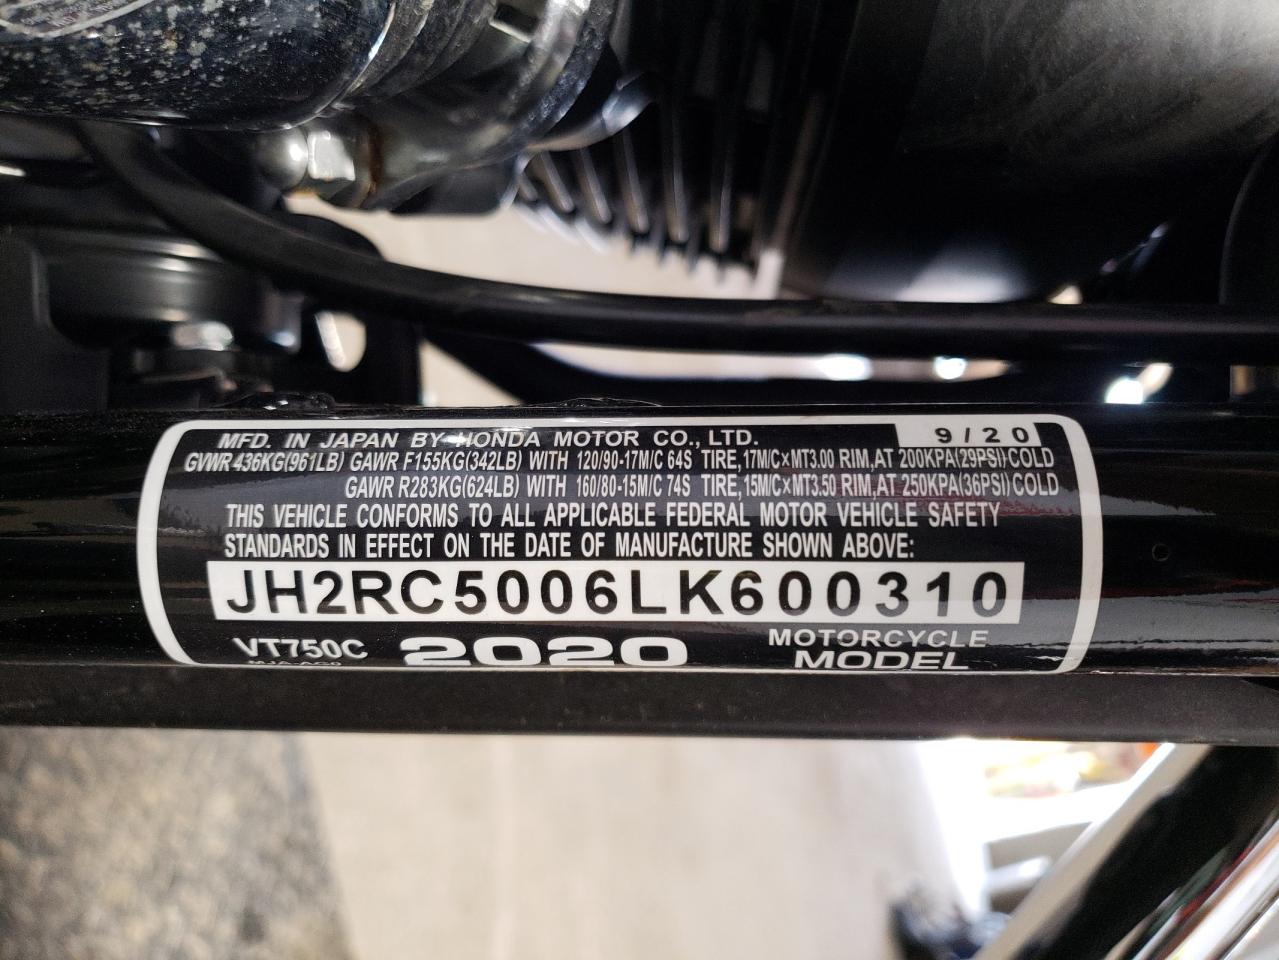 MFD. IN JAPAN BY HONDA MOTOR CO., LTD. 9/20
GVWR 436KG(961LB) GAWR F155KG(342LB) WITH 120/90-17M/C 64S TIRE,17M/C×MT3.00 RIM,AT 200KPA(29PSI)COLD
GAWR R283KG(624LB) WITH 160/80-15M/C 74S TIRE,15M/C×MT3.50 RIM,AT 250KPA(36PSI)COLD
THIS VEHICLE CONFORMS TO ALL APPLICABLE FEDERAL MOTOR VEHICLE SAFETY
STANDARDS IN EFFECT ON THE DATE OF MANUFACTURE SHOWN ABOVE:
JH2RC5006LK600310
VT750C 2020 MOTORCYCLE
MODEL